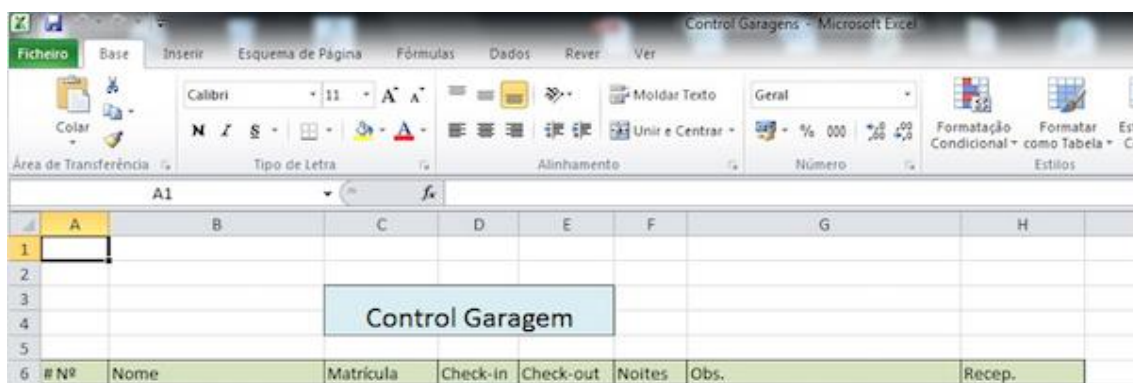 Control Garagens - Microsoft Excel
Ficheiro Base Inserir Esquema de Página Fórmulas Dados Rever Ver
Colar
Calibri 11 A A
Moldar Texto
Geral
N I S A
Unir e Centrar
% 000
Formatação Condicional
Formatar como Tabela
Área de Transferência Tipo de Letra Alinhamento Número Estilos
A1 fx
A B C D E F G H
1
2
3
Control Garagem
4
5
6 # Nº Nome Matrícula Check-in Check-out Noites Obs. Recep.